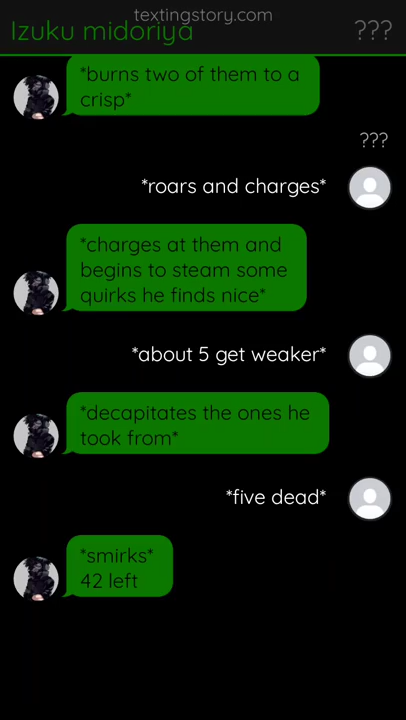 textingstory.com
Izuku midoriya
???
*burns two of them to a
crisp*
???
*roars and charges*
*charges at them and
begins to steam some
quirks he finds nice*
*about 5 get weaker*
*decapitates the ones he
took from*
*five dead*
*smirks*
42 left